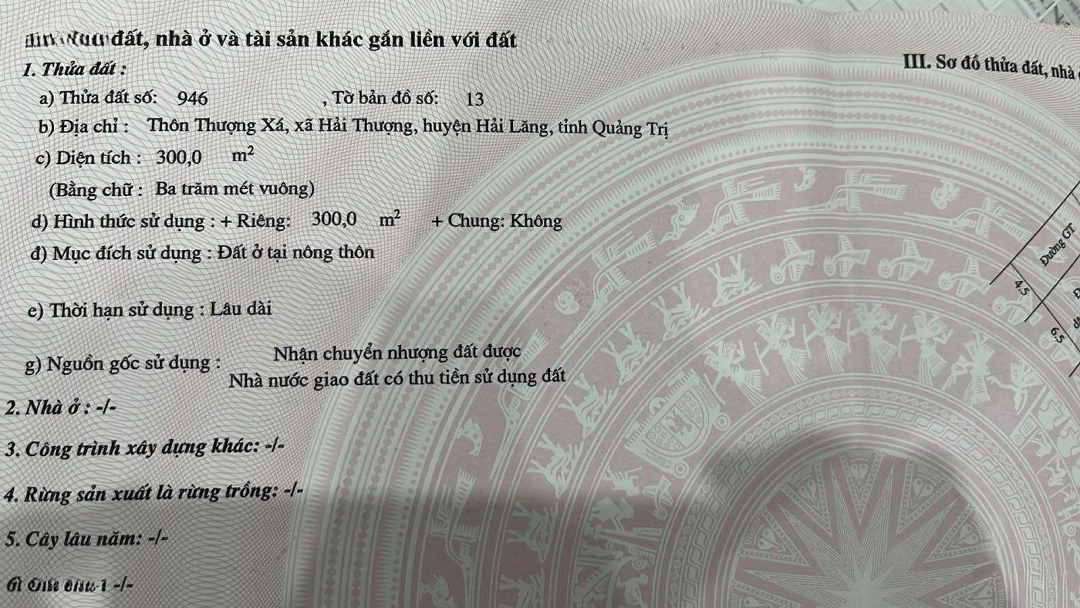 đất, nhà ở và tài sản khác gắn liền với đất
1. Thửa đất :
a) Thửa đất số: 946 , Tờ bản đồ số: 13
b) Địa chỉ : Thôn Thượng Xá, xã Hải Thượng, huyện Hải Lăng, tỉnh Quảng Trị
c) Diện tích : 300,0 m²
(Bằng chữ : Ba trăm mét vuông)
d) Hình thức sử dụng : + Riêng: 300,0 m² + Chung: Không
đ) Mục đích sử dụng : Đất ở tại nông thôn
e) Thời hạn sử dụng : Lâu dài
g) Nguồn gốc sử dụng : Nhận chuyển nhượng đất được
Nhà nước giao đất có thu tiền sử dụng đất
2. Nhà ở : -/-
3. Công trình xây dựng khác: -/-
4. Rừng sản xuất là rừng trồng: -/-
5. Cây lâu năm: -/-
-/-
III. Sơ đồ thửa đất, nhà
Đường GT
4.5
6.5